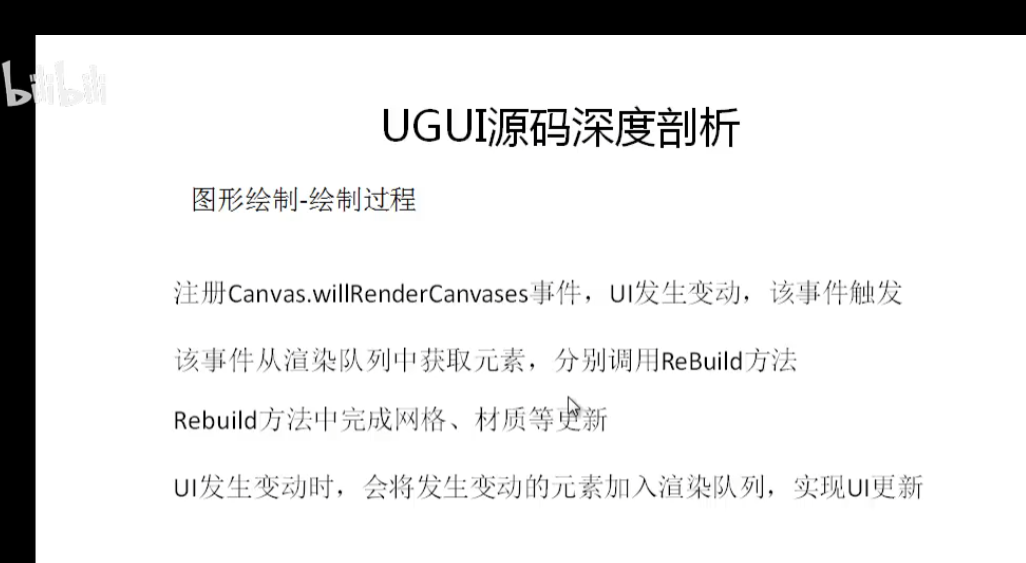 bilibili
UGUI源码深度剖析
图形绘制-绘制过程
注册Canvas.willRenderCanvases事件，UI发生变动，该事件触发
该事件从渲染队列中获取元素，分别调用ReBuild方法
Rebuild方法中完成网格、材质等更新
UI发生变动时，会将发生变动的元素加入渲染队列，实现UI更新